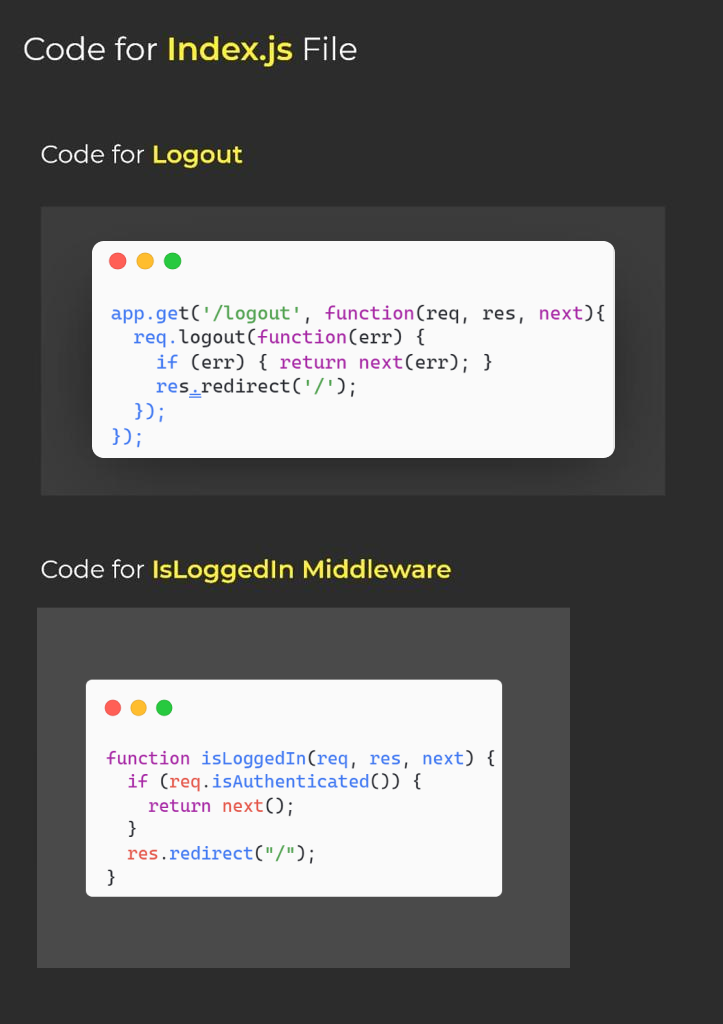 Code for Index.js File
Code for Logout
app.get('/logout', function(req, res, next){
  req.logout(function(err) {
    if (err) { return next(err); }
    res.redirect('/');
  });
});
Code for IsLoggedIn Middleware
function isLoggedIn(req, res, next) {
  if (req.isAuthenticated()) {
    return next();
  }
  res.redirect("/");
}